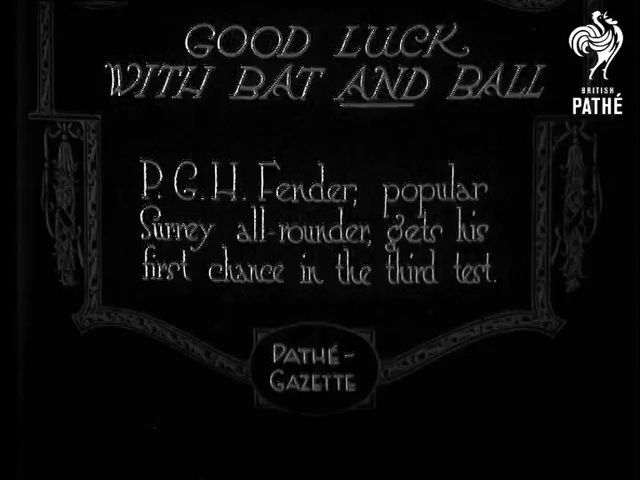 GOOD LUCK
WITH BAT AND BALL
BRITISH
PATHÉ
P.G.H. Fender, popular
Surrey all-rounder, gets his
first chance in the third test.
PATHÉ-
GAZETTE